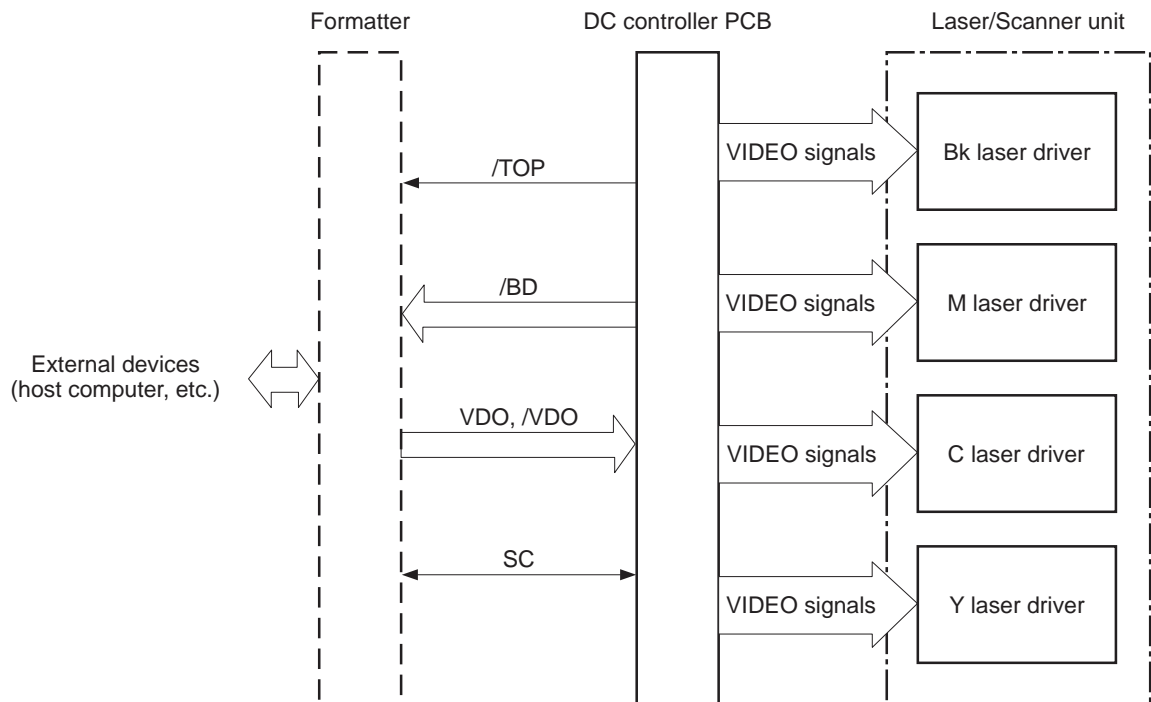 Formatter
DC controller PCB
Laser/Scanner unit
/TOP
VIDEO signals
Bk laser driver
/BD
VIDEO signals
M laser driver
External devices
(host computer, etc.)
VDO, /VDO
VIDEO signals
C laser driver
SC
VIDEO signals
Y laser driver